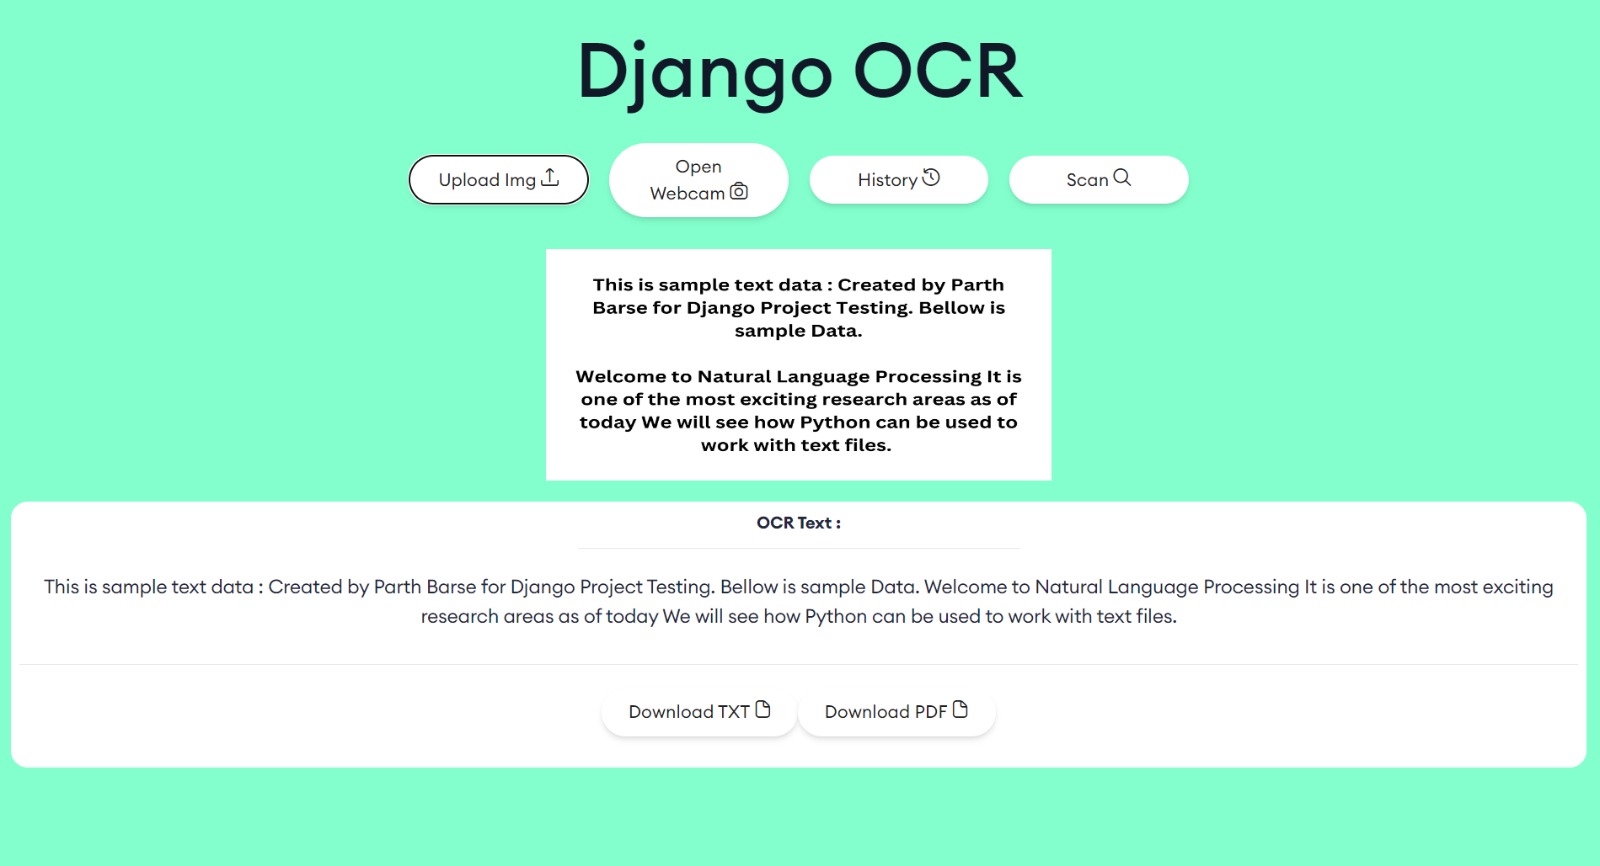 Django OCR
Upload Img
Open
Webcam
History
Scan
This is sample text data : Created by Parth
Barse for Django Project Testing. Bellow is
sample Data.
Welcome to Natural Language Processing It is
one of the most exciting research areas as of
today We will see how Python can be used to
work with text files.
OCR Text :
This is sample text data : Created by Parth Barse for Django Project Testing. Bellow is sample Data. Welcome to Natural Language Processing It is one of the most exciting
research areas as of today We will see how Python can be used to work with text files.
Download TXT
Download PDF